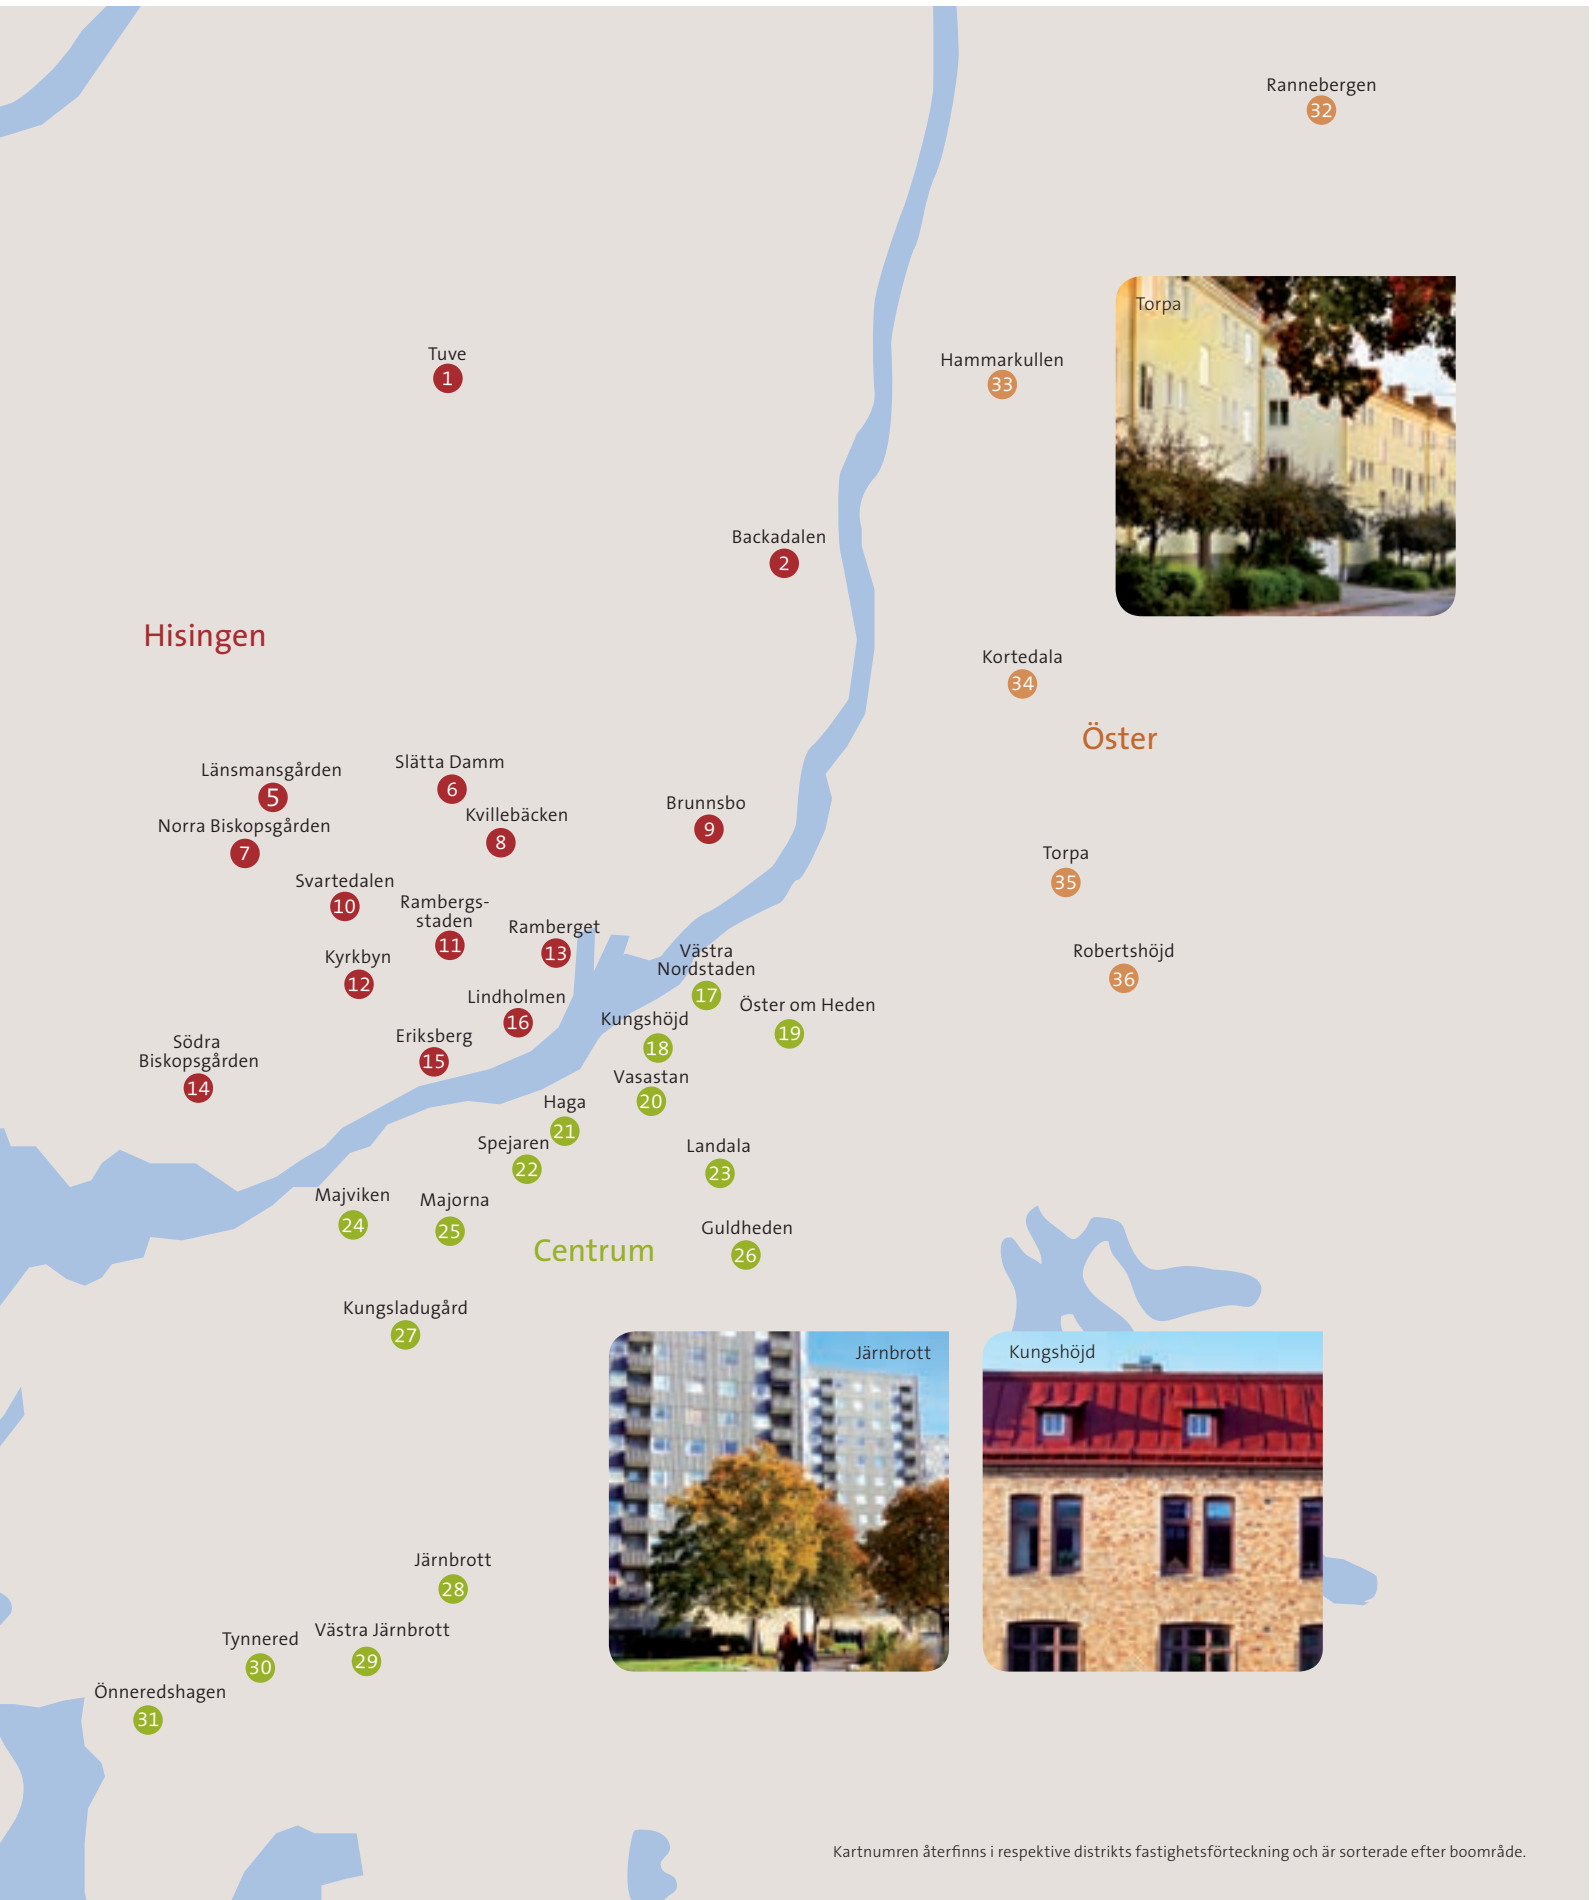 Rannebergen
32
Torpa
Tuve
1
Hammarkullen
33
Backadalen
2
Hisingen
Kortedala
34
Öster
Länsmansgården
5
Slätta Damm
6
Norra Biskopsgården
7
Kvillebäcken
8
Brunnsbo
9
Torpa
35
Svartedalen
10
Rambergs-
staden
11
Ramberget
13
Kyrkbyn
12
Västra
Nordstaden
17
Robertshöjd
36
Lindholmen
16
Öster om Heden
19
Kungshöjd
18
Eriksberg
15
Södra
Biskopsgården
14
Vasastan
20
Haga
21
Spejaren
22
Landala
23
Majviken
24
Majorna
25
Centrum
Guldheden
26
Kungsladugård
27
Järnbrott
Kungshöjd
Järnbrott
28
Västra Järnbrott
29
Tynnered
30
Önneredshagen
31
Kartnumren återfinns i respektive distrikts fastighetsförteckning och är sorterade efter boområde.